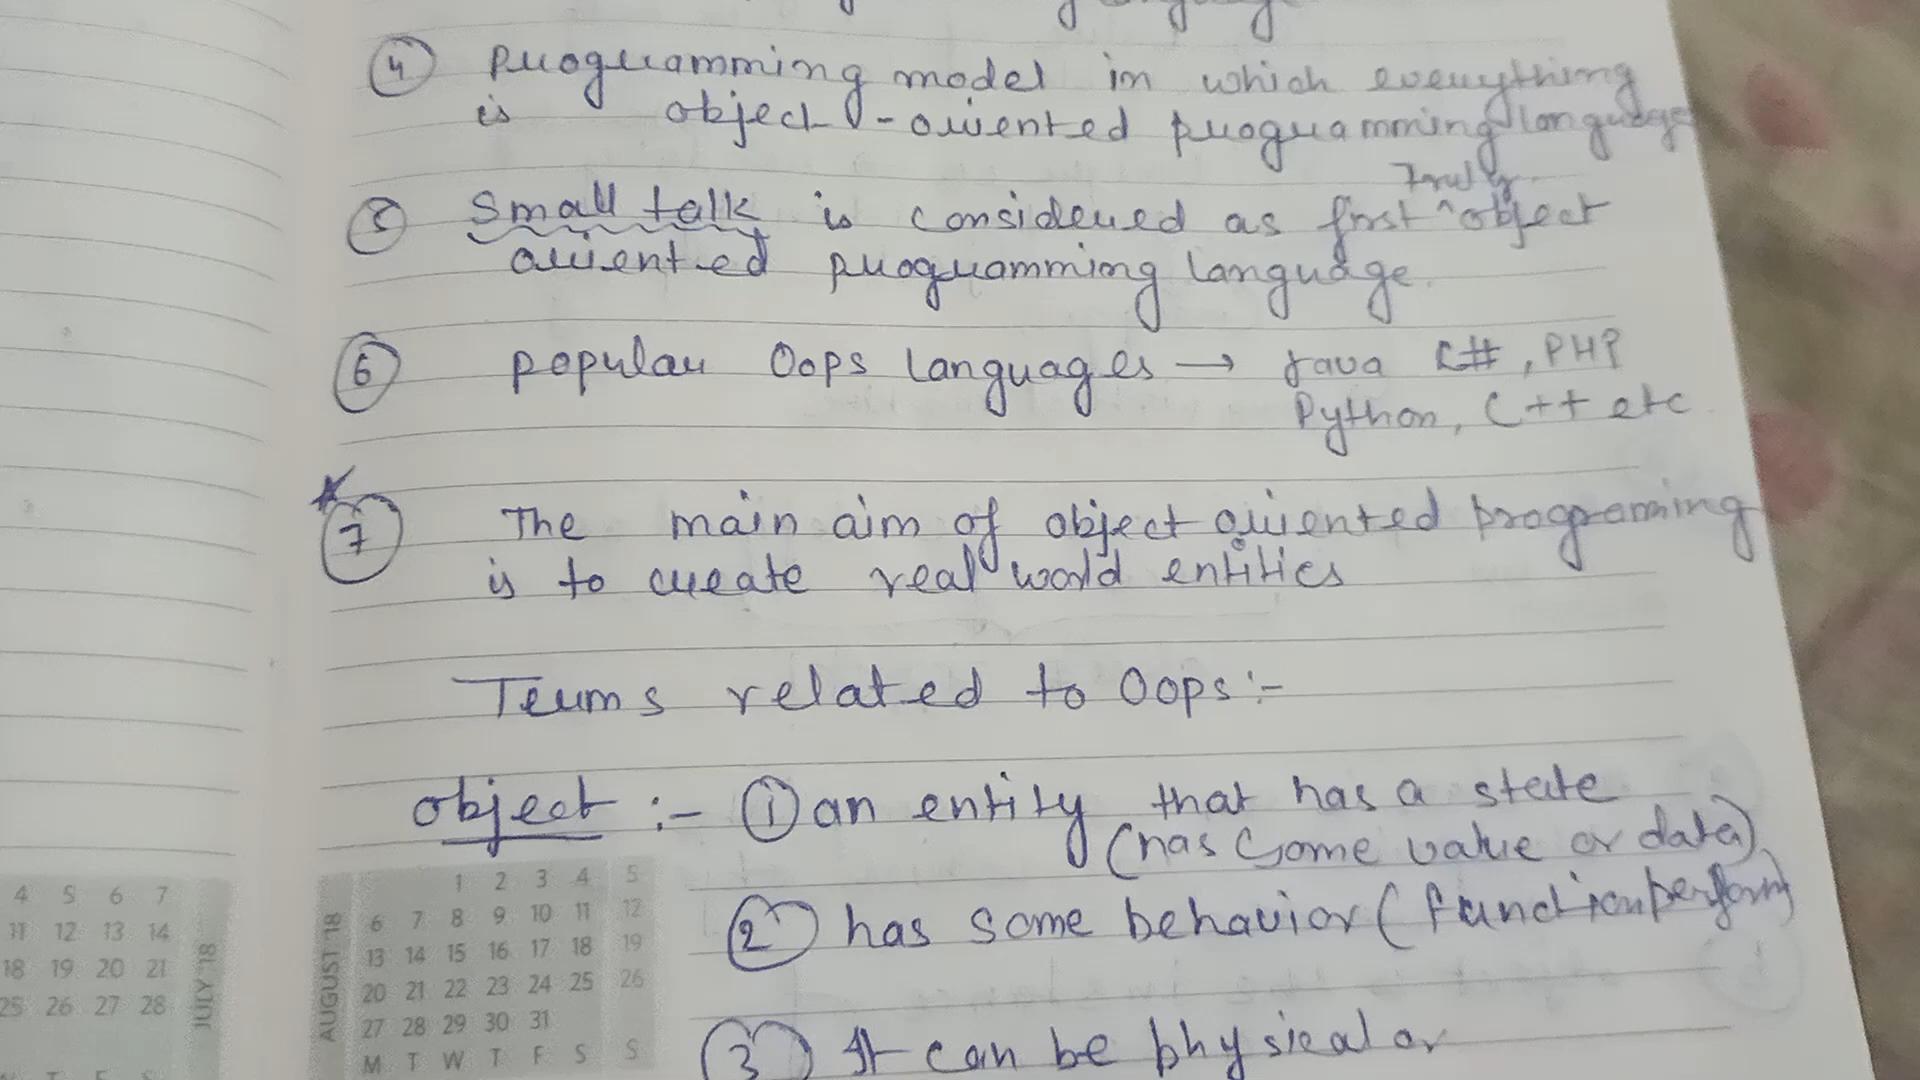 ④ programming model in which everything
is object-oriented programming language
Truly
⑤ Small talk is considered as first ^ object
oriented programming language.
⑥ popular Oops languages → Java C#, PHP
Python, C++ etc
⑦ The main aim of object oriented programing
is to create real world entities
Terms related to Oops:-
object :- ① an entity that has a state
(has some value or data)
② has some behavior (function perform)
③ It can be physical or
4 5 6 7
11 12 13 14
18 19 20 21
25 26 27 28
JULY '18
AUGUST '18
1 2 3 4 5
6 7 8 9 10 11 12
13 14 15 16 17 18 19
20 21 22 23 24 25 26
27 28 29 30 31
M T W T F S S